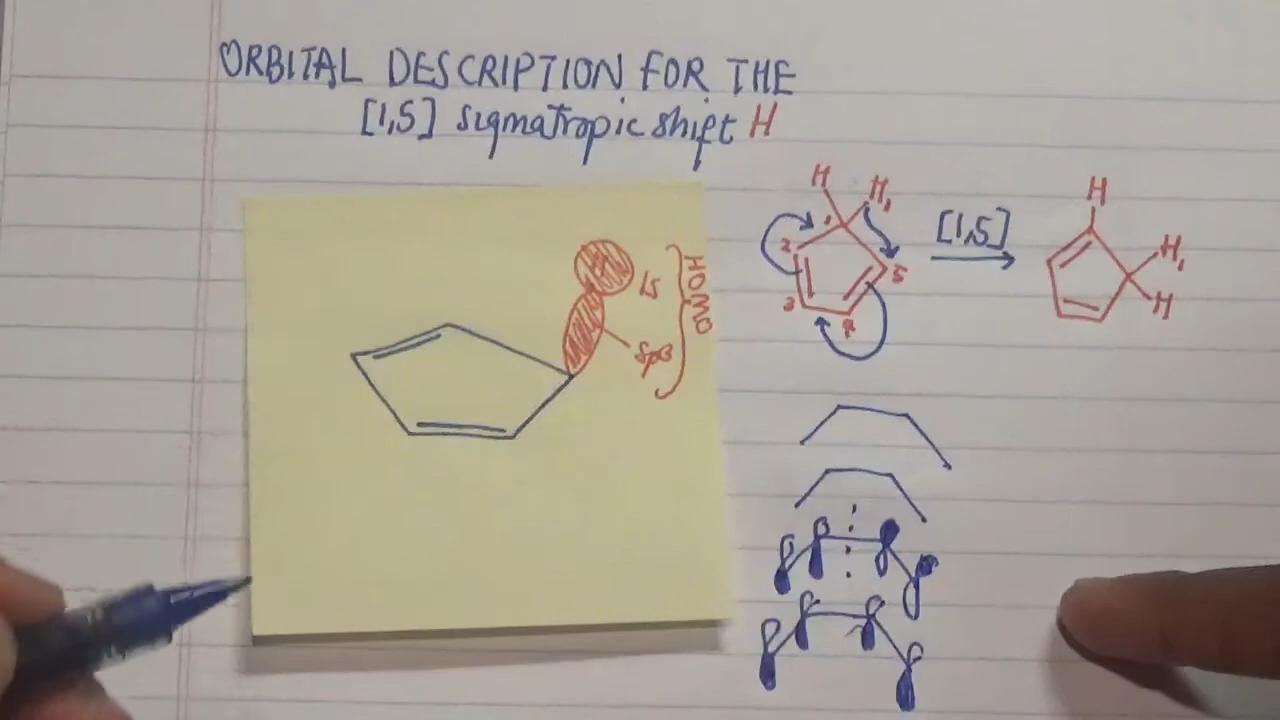 ORBITAL DESCRIPTION FOR THE
[1,5] sigmatropic shift H
1s
sp3
HOMO
H
H1
1
2
3
4
5
[1,5]
H
H1
H